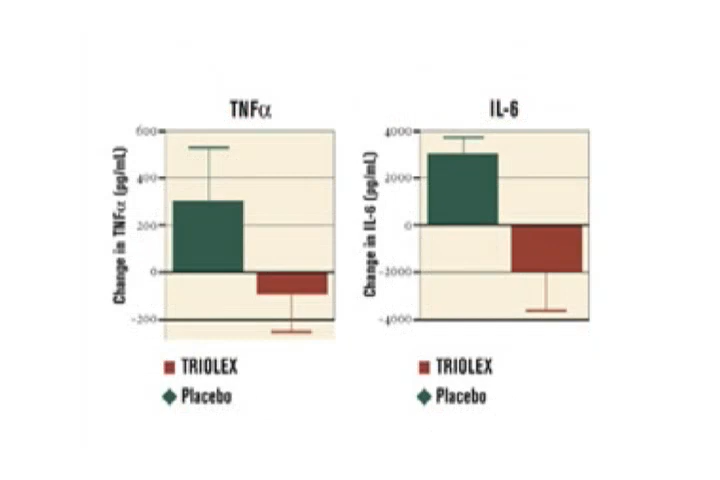 TNFα
600
400
200
0
-200
Change in TNFα (pg/mL)
TRIOLEX
Placebo
IL-6
4000
2000
0
-2000
-4000
Change in IL-6 (pg/mL)
TRIOLEX
Placebo